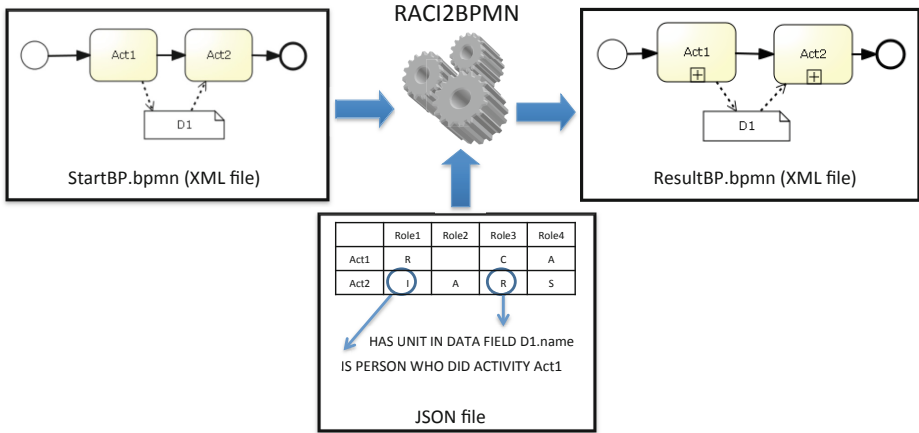 RACI2BPMN
Act1 Act2
D1
StartBP.bpmn (XML file)
Act1 Act2
D1
ResultBP.bpmn (XML file)
Role1 Role2 Role3 Role4
Act1 R C A
Act2 I A R S
HAS UNIT IN DATA FIELD D1.name
IS PERSON WHO DID ACTIVITY Act1
JSON file